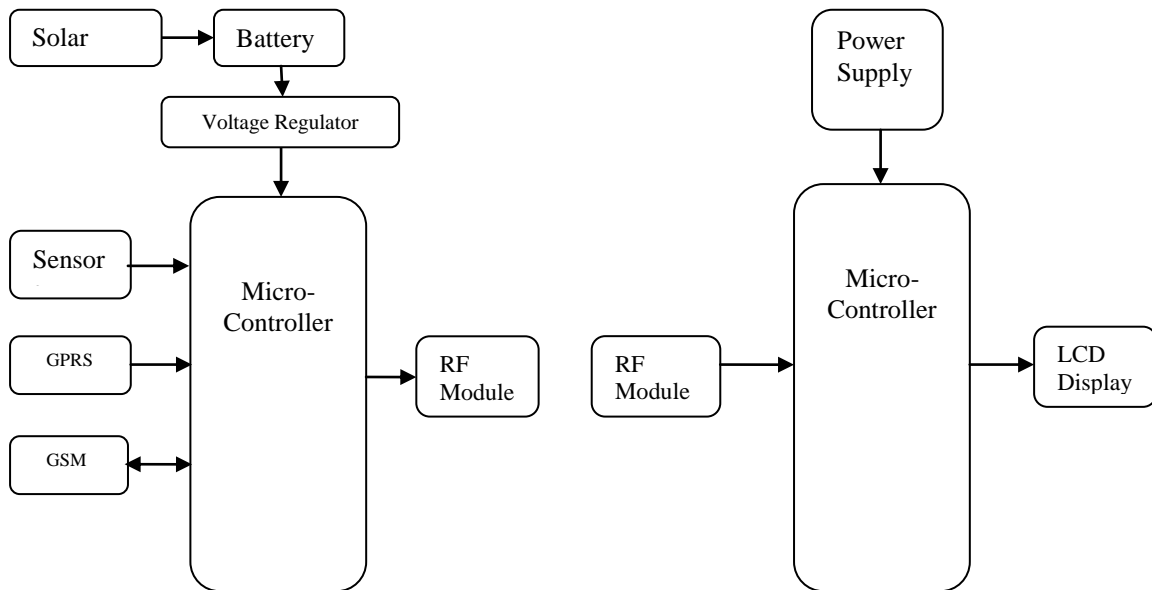 Solar
Battery
Voltage Regulator
Sensor
GPRS
GSM
Micro-
Controller
RF
Module
Power
Supply
RF
Module
Micro-
Controller
LCD
Display